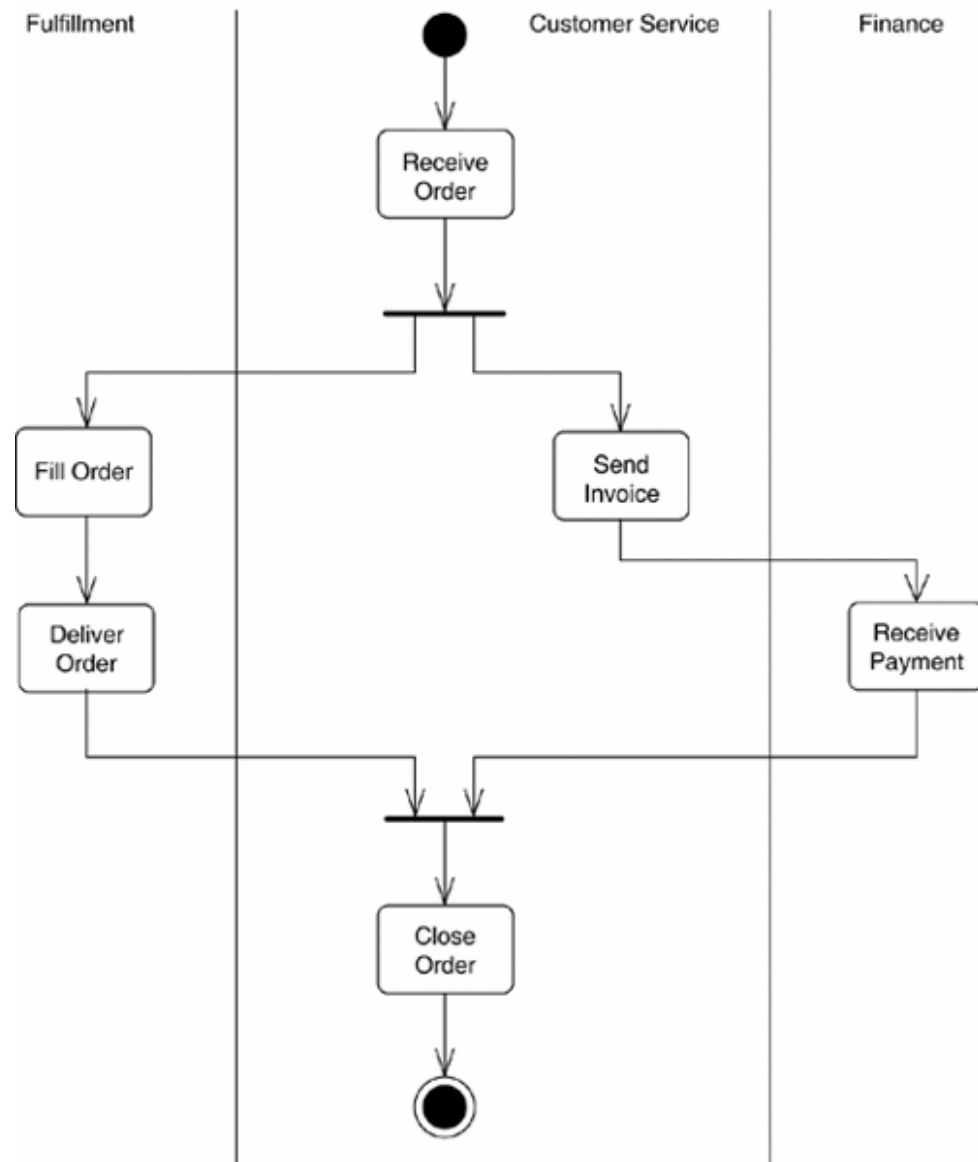 Fulfillment
Customer Service
Finance
Receive
Order
Fill Order
Send
Invoice
Deliver
Order
Receive
Payment
Close
Order